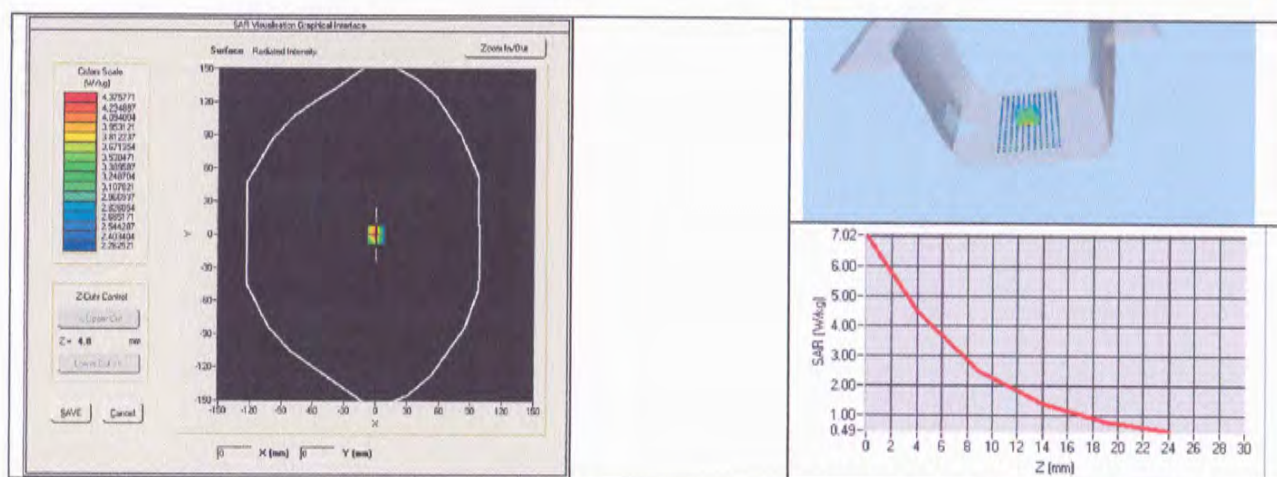 SAR Visualisation Graphical Interface
Surface Radiated Intensity
Zoom In/Out
Colors Scale
(W/kg)
4.375771
4.234887
4.094004
3.953121
3.812237
3.671354
3.530471
3.389587
3.248704
3.107821
2.966937
2.826054
2.685171
2.544287
2.403404
2.262521
Z-Cuts Control
Z = 4.0 mm
SAVE
Cancel
150-
120-
90-
60-
30-
0-
-30-
-60-
-90-
-120-
-150-
Y
-150 -120 -90 -60 -30 0 30 60 90 120 150
X
0 X (mm) 0 Y (mm)
7.02-
6.00-
5.00-
4.00-
3.00-
2.00-
1.00-
0.49-
SAR (W/kg)
0 2 4 6 8 10 12 14 16 18 20 22 24 26 28 30
Z (mm)